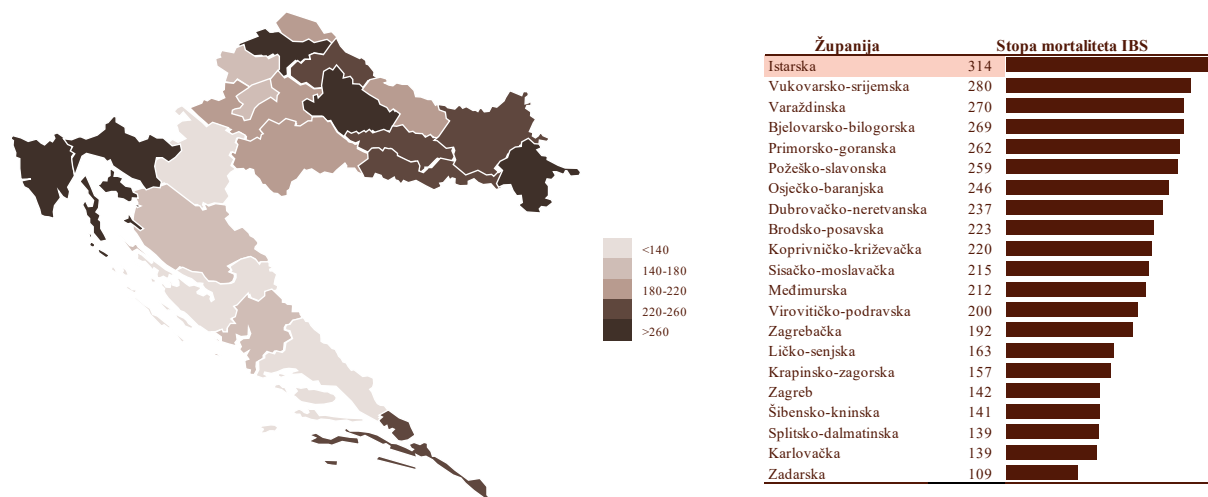 Županija Stopa mortaliteta IBS
Istarska 314
Vukovarsko-srijemska 280
Varaždinska 270
Bjelovarsko-bilogorska 269
Primorsko-goranska 262
Požeško-slavonska 259
Osječko-baranjska 246
Dubrovačko-neretvanska 237
Brodsko-posavska 223
Koprivničko-križevačka 220
Sisačko-moslavačka 215
Međimurska 212
Virovitičko-podravska 200
Zagrebačka 192
Ličko-senjska 163
Krapinsko-zagorska 157
Zagreb 142
Šibensko-kninska 141
Splitsko-dalmatinska 139
Karlovačka 139
Zadarska 109
<140
140-180
180-220
220-260
>260